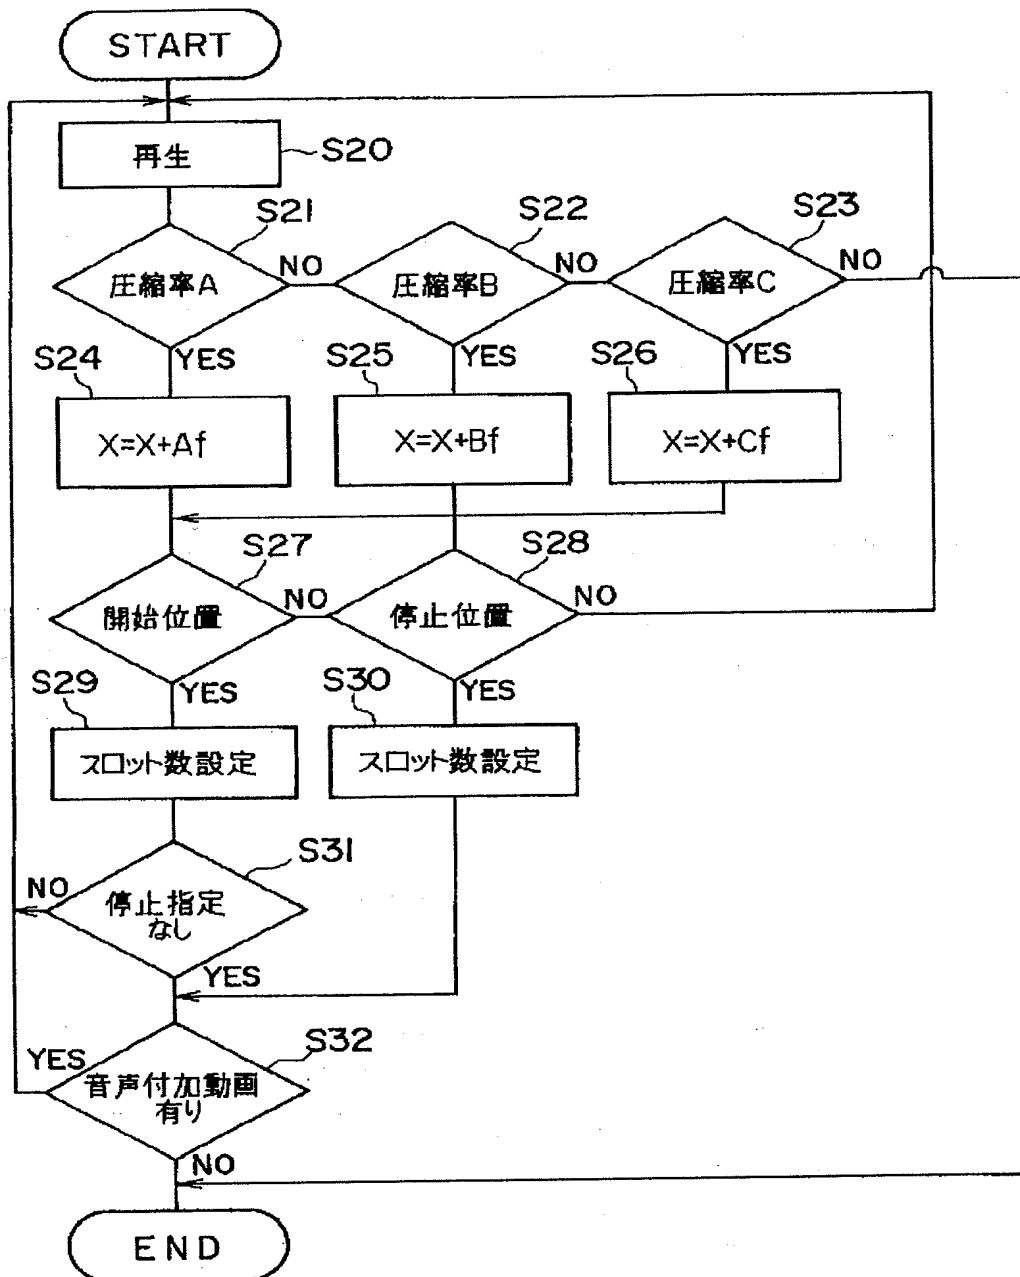 START
再生
S20
S21
S22
S23
圧縮率A
NO
圧縮率B
NO
圧縮率C
NO
YES
YES
YES
S24
S25
S26
X=X+Af
X=X+Bf
X=X+Cf
S27
S28
開始位置
NO
停止位置
NO
YES
YES
S29
S30
スロット数設定
スロット数設定
S31
NO
停止指定
なし
YES
S32
YES
音声付加動画
有り
NO
END